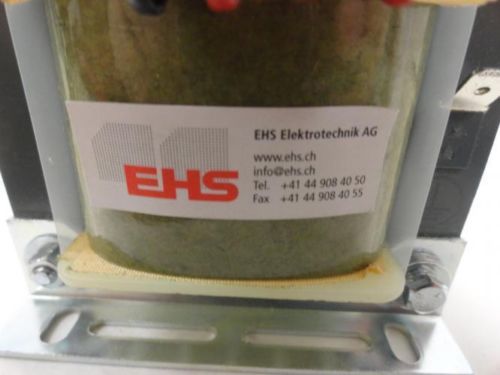 EHS Elektrotechnik AG
www.ehs.ch
info@ehs.ch
Tel. +41 44 908 40 50
Fax +41 44 908 40 55
EHS